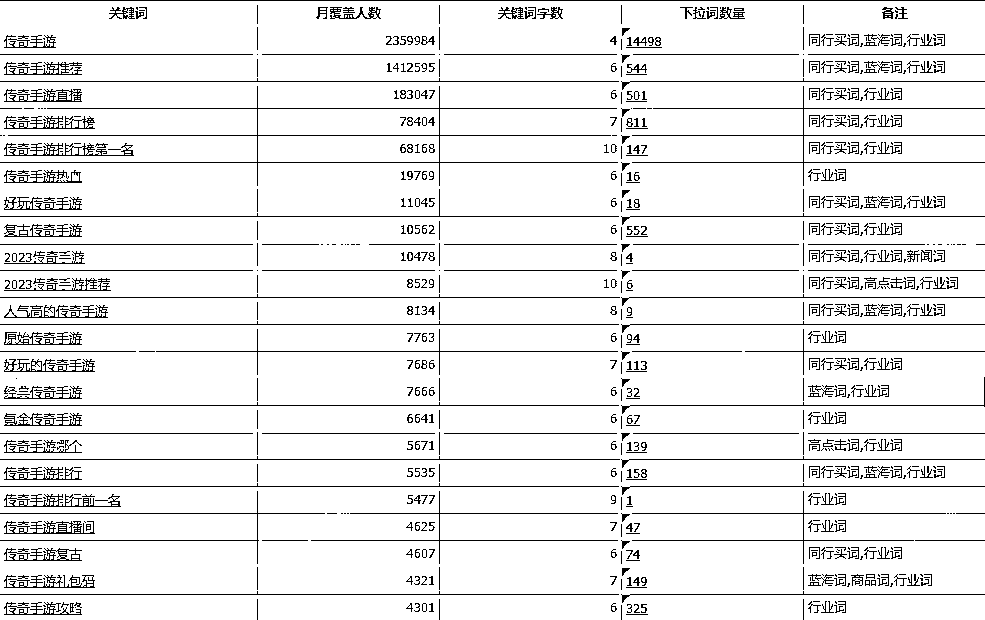 关键词 月覆盖人数 关键词字数 下拉词数量 备注
传奇手游 2359984 4 14498 同行买词,蓝海词,行业词
传奇手游推荐 1412595 6 544 同行买词,蓝海词,行业词
传奇手游直播 183047 6 501 同行买词,行业词
传奇手游排行榜 78404 7 811 同行买词,行业词
传奇手游排行榜第一名 68168 10 147 同行买词,行业词
传奇手游热血 19769 6 16 行业词
好玩传奇手游 11045 6 18 同行买词,蓝海词,行业词
复古传奇手游 10562 6 552 同行买词,行业词
2023传奇手游 10478 8 4 同行买词,行业词,新闻词
2023传奇手游推荐 8529 10 6 同行买词,高点击词,行业词
人气高的传奇手游 8134 8 9 同行买词,蓝海词,行业词
原始传奇手游 7763 6 94 行业词
好玩的传奇手游 7686 7 113 同行买词,行业词
经尝传奇手游 7666 6 32 蓝海词,行业词
氪金传奇手游 6641 6 67 行业词
传奇手游哪个 5671 6 139 高点击词,行业词
传奇手游排行 5535 6 158 同行买词,蓝海词,行业词
传奇手游排行前一名 5477 9 1 行业词
传奇手游直播间 4625 7 47 行业词
传奇手游复古 4607 6 74 同行买词,行业词
传奇手游礼包码 4321 7 149 蓝海词,商品词,行业词
传奇手游攻略 4301 6 325 行业词